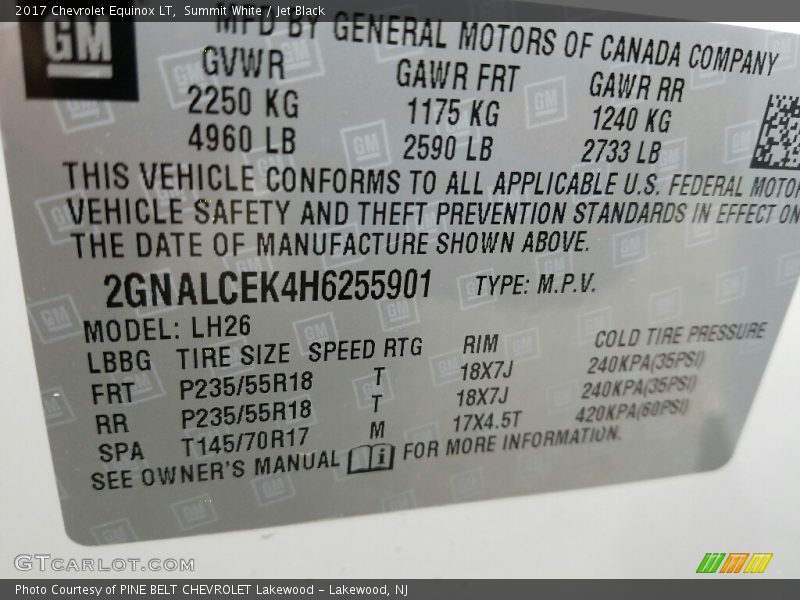 2017 Chevrolet Equinox LT,  Summit White / Jet Black
GM
MFD BY GENERAL MOTORS OF CANADA COMPANY
GVWR GAWR FRT GAWR RR
2250 KG 1175 KG 1240 KG
4960 LB 2590 LB 2733 LB
THIS VEHICLE CONFORMS TO ALL APPLICABLE U.S. FEDERAL MOTOR
VEHICLE SAFETY AND THEFT PREVENTION STANDARDS IN EFFECT ON
THE DATE OF MANUFACTURE SHOWN ABOVE.
2GNALCEK4H6255901 TYPE: M.P.V.
MODEL: LH26
LBBG TIRE SIZE SPEED RTG RIM COLD TIRE PRESSURE
FRT P235/55R18 T 18X7J 240KPA(35PSI)
RR P235/55R18 T 18X7J 240KPA(35PSI)
SPA T145/70R17 M 17X4.5T 420KPA(60PSI)
SEE OWNER'S MANUAL i FOR MORE INFORMATION.
GTcarlot.com
Photo Courtesy of PINE BELT CHEVROLET Lakewood - Lakewood, NJ